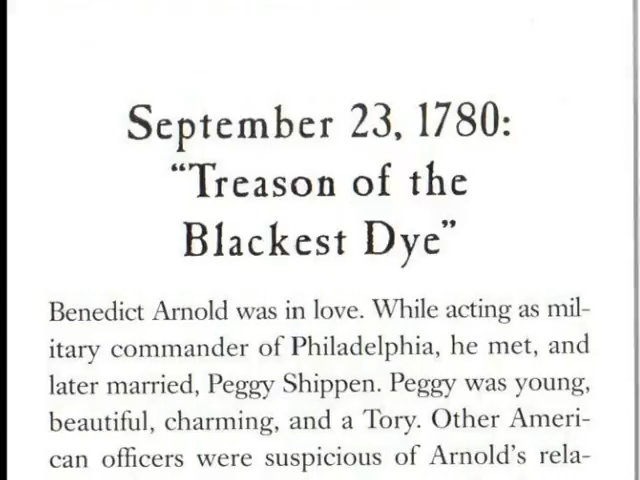 September 23, 1780:
“Treason of the
Blackest Dye”
Benedict Arnold was in love. While acting as mil-
itary commander of Philadelphia, he met, and
later married, Peggy Shippen. Peggy was young,
beautiful, charming, and a Tory. Other Ameri-
can officers were suspicious of Arnold’s rela-